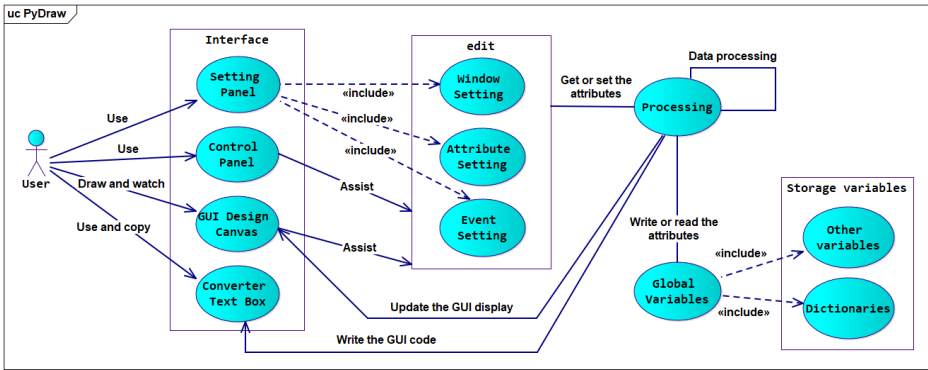 uc PyDraw
Interface
edit
Setting
Panel
Window
Setting
Data processing
Get or set the
attributes
Processing
«include»
«include»
«include»
Use
Use
Control
Panel
Attribute
Setting
User
Draw and watch
Assist
Storage variables
GUI Design
Canvas
Use and copy
Assist
Event
Setting
Write or read the
attributes
Other
variables
«include»
Converter
Text Box
Global
Variables
Dictionaries
«include»
Update the GUI display
Write the GUI code